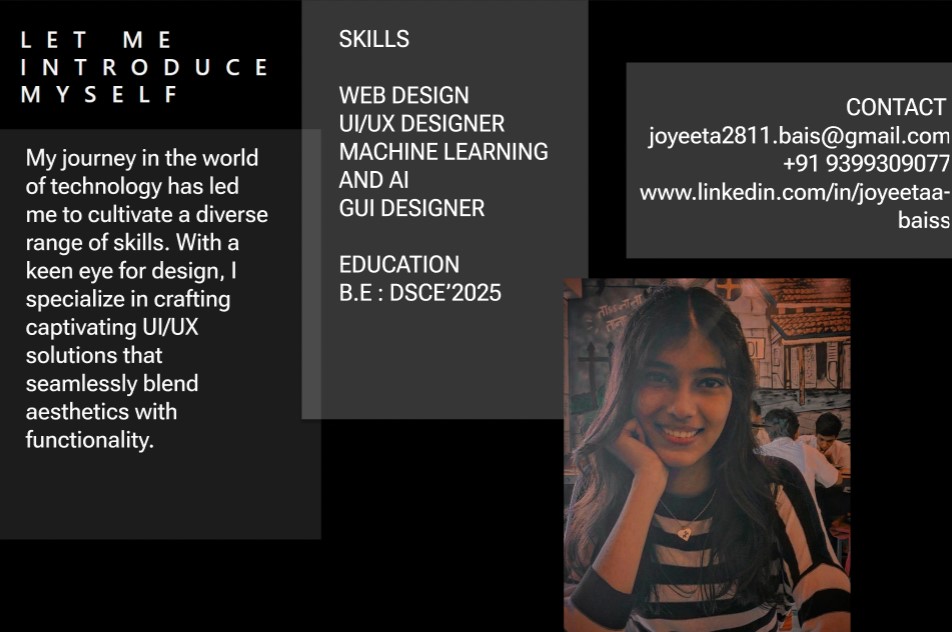 LET ME
INTRODUCE
MYSELF
My journey in the world
of technology has led
me to cultivate a diverse
range of skills. With a
keen eye for design, I
specialize in crafting
captivating UI/UX
solutions that
seamlessly blend
aesthetics with
functionality.
SKILLS
WEB DESIGN
UI/UX DESIGNER
MACHINE LEARNING
AND AI
GUI DESIGNER
EDUCATION
B.E : DSCE’2025
CONTACT
joyeeta2811.bais@gmail.com
+91 9399309077
www.linkedin.com/in/joyeetaa-
baiss